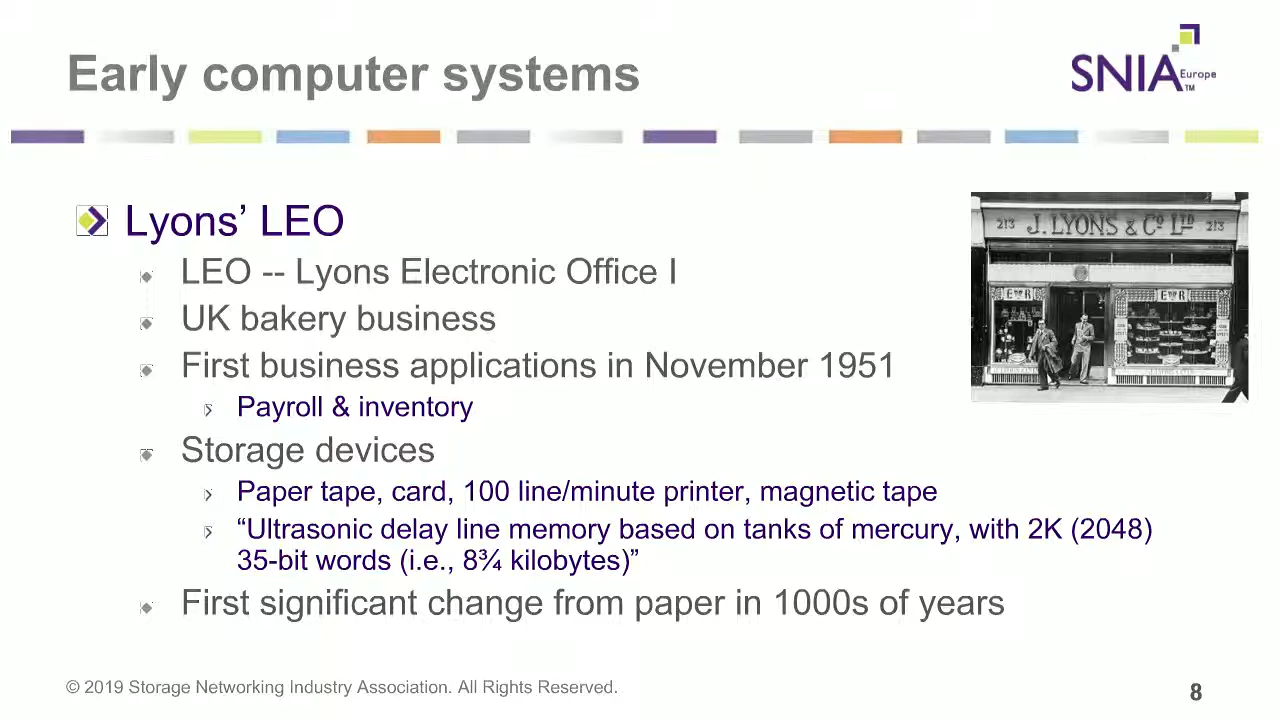 Early computer systems
SNIA Europe
TM
Lyons’ LEO
LEO -- Lyons Electronic Office I
UK bakery business
First business applications in November 1951
Payroll & inventory
Storage devices
Paper tape, card, 100 line/minute printer, magnetic tape
“Ultrasonic delay line memory based on tanks of mercury, with 2K (2048)
35-bit words (i.e., 8¾ kilobytes)”
First significant change from paper in 1000s of years
213 J. LYONS & Co LTD 213
E R
E R
© 2019 Storage Networking Industry Association. All Rights Reserved.
8